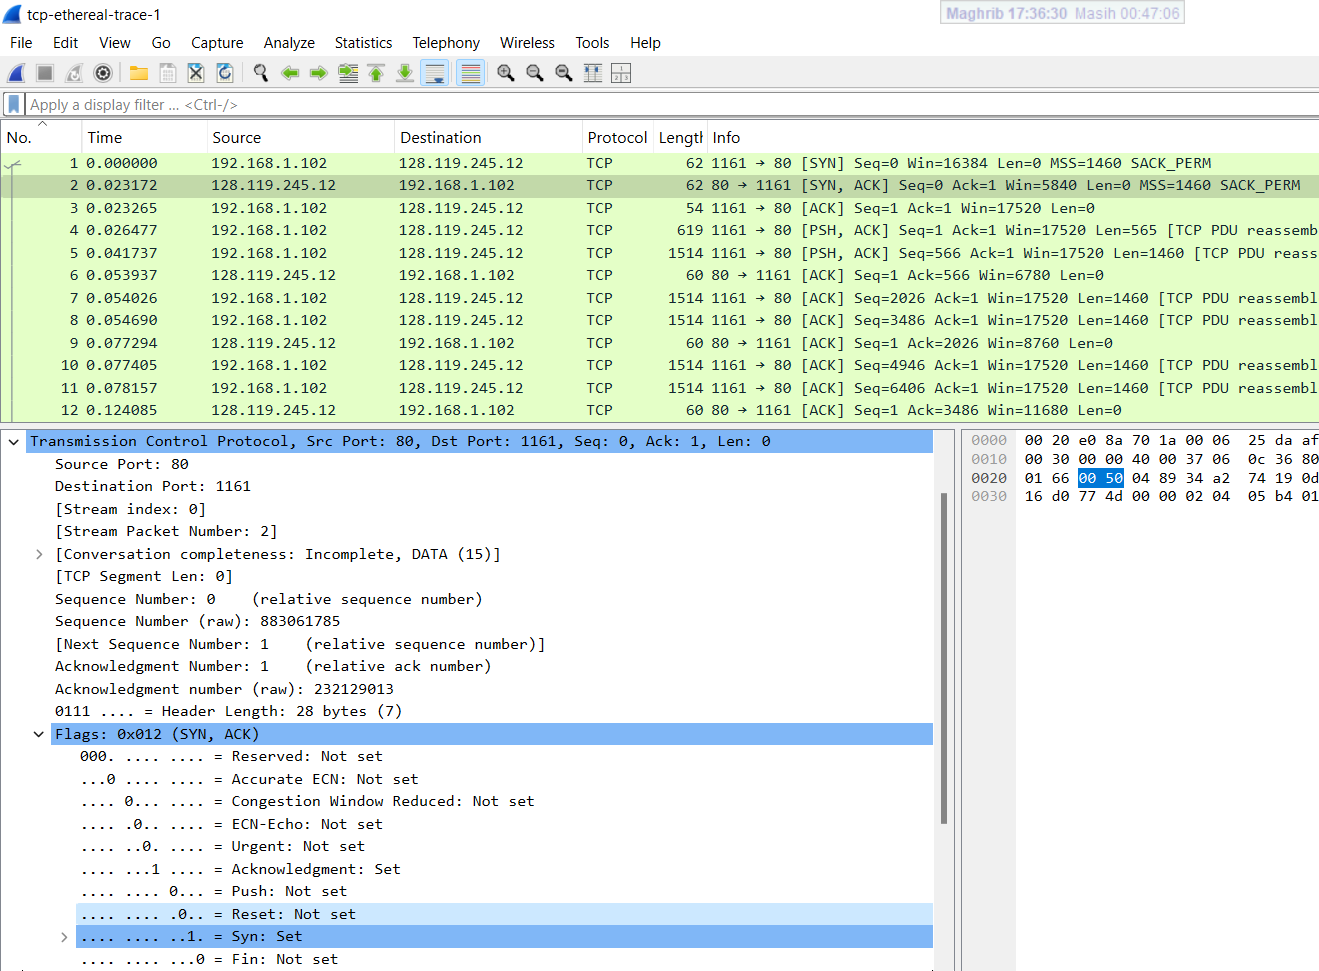 tcp-ethereal-trace-1
Maghrib 17:36:30 Masih 00:47:06
File Edit View Go Capture Analyze Statistics Telephony Wireless Tools Help
Apply a display filter ... <Ctrl-/>
No. Time Source Destination Protocol Length Info
1 0.000000 192.168.1.102 128.119.245.12 TCP 62 1161 → 80 [SYN] Seq=0 Win=16384 Len=0 MSS=1460 SACK_PERM
2 0.023172 128.119.245.12 192.168.1.102 TCP 62 80 → 1161 [SYN, ACK] Seq=0 Ack=1 Win=5840 Len=0 MSS=1460 SACK_PERM
3 0.023265 192.168.1.102 128.119.245.12 TCP 54 1161 → 80 [ACK] Seq=1 Ack=1 Win=17520 Len=0
4 0.026477 192.168.1.102 128.119.245.12 TCP 619 1161 → 80 [PSH, ACK] Seq=1 Ack=1 Win=17520 Len=565 [TCP PDU reassemb
5 0.041737 192.168.1.102 128.119.245.12 TCP 1514 1161 → 80 [PSH, ACK] Seq=566 Ack=1 Win=17520 Len=1460 [TCP PDU reass
6 0.053937 128.119.245.12 192.168.1.102 TCP 60 80 → 1161 [ACK] Seq=1 Ack=566 Win=6780 Len=0
7 0.054026 192.168.1.102 128.119.245.12 TCP 1514 1161 → 80 [ACK] Seq=2026 Ack=1 Win=17520 Len=1460 [TCP PDU reassembl
8 0.054690 192.168.1.102 128.119.245.12 TCP 1514 1161 → 80 [ACK] Seq=3486 Ack=1 Win=17520 Len=1460 [TCP PDU reassembl
9 0.077294 128.119.245.12 192.168.1.102 TCP 60 80 → 1161 [ACK] Seq=1 Ack=2026 Win=8760 Len=0
10 0.077405 192.168.1.102 128.119.245.12 TCP 1514 1161 → 80 [ACK] Seq=4946 Ack=1 Win=17520 Len=1460 [TCP PDU reassembl
11 0.078157 192.168.1.102 128.119.245.12 TCP 1514 1161 → 80 [ACK] Seq=6406 Ack=1 Win=17520 Len=1460 [TCP PDU reassembl
12 0.124085 128.119.245.12 192.168.1.102 TCP 60 80 → 1161 [ACK] Seq=1 Ack=3486 Win=11680 Len=0
Transmission Control Protocol, Src Port: 80, Dst Port: 1161, Seq: 0, Ack: 1, Len: 0
Source Port: 80
Destination Port: 1161
[Stream index: 0]
[Stream Packet Number: 2]
[Conversation completeness: Incomplete, DATA (15)]
[TCP Segment Len: 0]
Sequence Number: 0    (relative sequence number)
Sequence Number (raw): 883061785
[Next Sequence Number: 1    (relative sequence number)]
Acknowledgment Number: 1    (relative ack number)
Acknowledgment number (raw): 232129013
0111 .... = Header Length: 28 bytes (7)
Flags: 0x012 (SYN, ACK)
000. .... .... = Reserved: Not set
...0 .... .... = Accurate ECN: Not set
.... 0... .... = Congestion Window Reduced: Not set
.... .0.. .... = ECN-Echo: Not set
.... ..0. .... = Urgent: Not set
.... ...1 .... = Acknowledgment: Set
.... .... 0... = Push: Not set
.... .... .0.. = Reset: Not set
.... .... ..1. = Syn: Set
.... .... ...0 = Fin: Not set
0000 00 20 e0 8a 70 1a 00 06 25 da af
0010 00 30 00 00 40 00 37 06 0c 36 80
0020 01 66 00 50 04 89 34 a2 74 19 0d
0030 16 d0 77 4d 00 00 02 04 05 b4 01